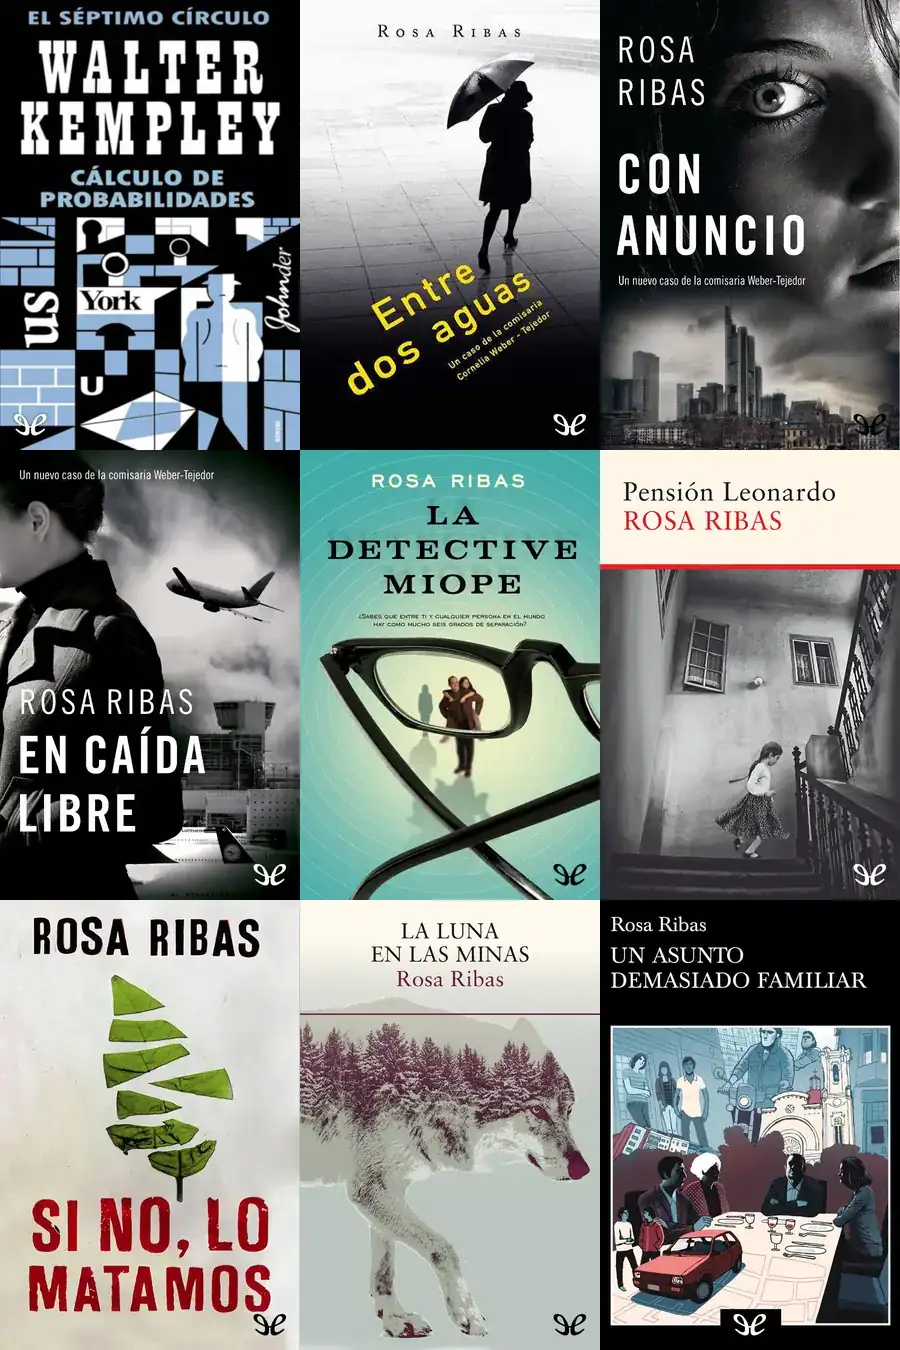 EL SÉPTIMO CÍRCULO
WALTER
KEMPLEY
CÁLCULO DE
PROBABILIDADES
us
York
Johnder
U
ROSA RIBAS
Entre
dos aguas
Un caso de la comisaria
Cornelia Weber - Tejedor
ROSA
RIBAS
CON
ANUNCIO
Un nuevo caso de la comisaria Weber-Tejedor
Un nuevo caso de la comisaria Weber-Tejedor
ROSA RIBAS
EN CAÍDA
LIBRE
ROSA RIBAS
LA
DETECTIVE
MIOPE
¿SABES QUE ENTRE TI Y CUALQUIER PERSONA EN EL MUNDO
HAY COMO MUCHO SEIS GRADOS DE SEPARACIÓN?
Pensión Leonardo
ROSA RIBAS
ROSA RIBAS
SI NO, LO
MATAMOS
LA LUNA
EN LAS MINAS
Rosa Ribas
Rosa Ribas
UN ASUNTO
DEMASIADO FAMILIAR